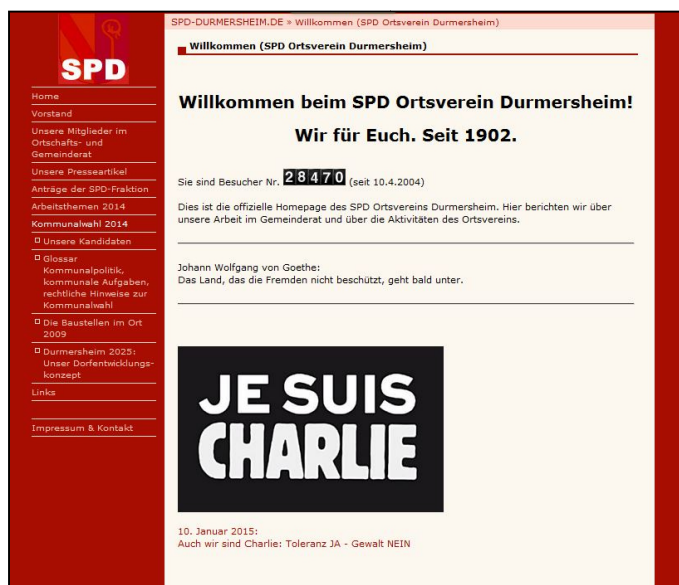 SPD
Home
Vorstand
Unsere Mitglieder im
Ortschafts- und
Gemeinderat
Unsere Presseartikel
Anträge der SPD-Fraktion
Arbeitsthemen 2014
Kommunalwahl 2014
Unsere Kandidaten
Glossar
Kommunalpolitik,
kommunale Aufgaben,
rechtliche Hinweise zur
Kommunalwahl
Die Baustellen im Ort
2009
Durmersheim 2025:
Unser Dorfentwicklungs-
konzept
Links
Impressum & Kontakt
SPD-DURMERSHEIM.DE » Willkommen (SPD Ortsverein Durmersheim)
Willkommen (SPD Ortsverein Durmersheim)
Willkommen beim SPD Ortsverein Durmersheim!
Wir für Euch. Seit 1902.
Sie sind Besucher Nr. 28470 (seit 10.4.2004)
Dies ist die offizielle Homepage des SPD Ortsvereins Durmersheim. Hier berichten wir über
unsere Arbeit im Gemeinderat und über die Aktivitäten des Ortsvereins.
Johann Wolfgang von Goethe:
Das Land, das die Fremden nicht beschützt, geht bald unter.
JE SUIS
CHARLIE
10. Januar 2015:
Auch wir sind Charlie: Toleranz JA - Gewalt NEIN